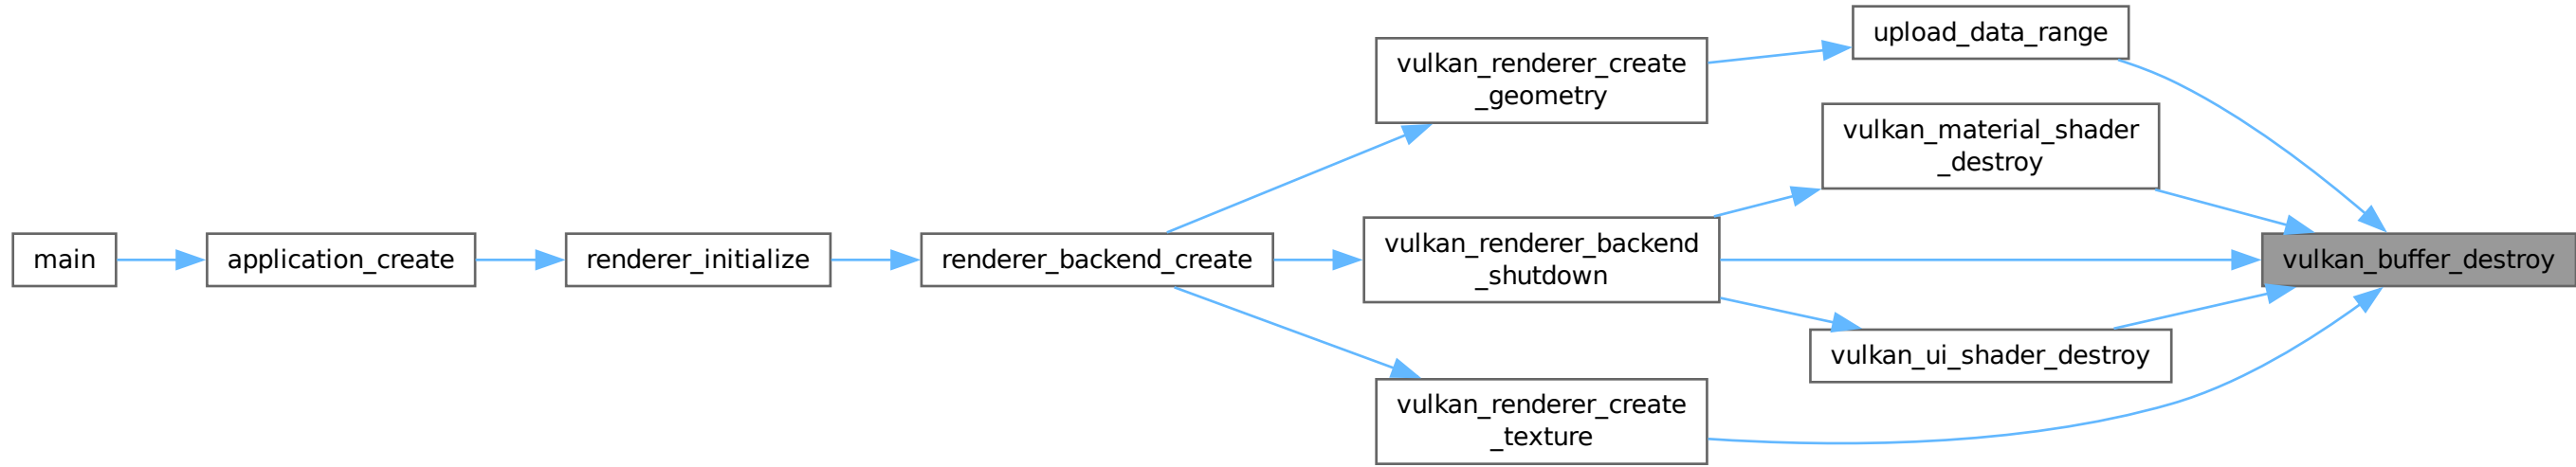 main
application_create
renderer_initialize
renderer_backend_create
vulkan_renderer_create
_geometry
vulkan_renderer_backend
_shutdown
vulkan_renderer_create
_texture
upload_data_range
vulkan_material_shader
_destroy
vulkan_ui_shader_destroy
vulkan_buffer_destroy